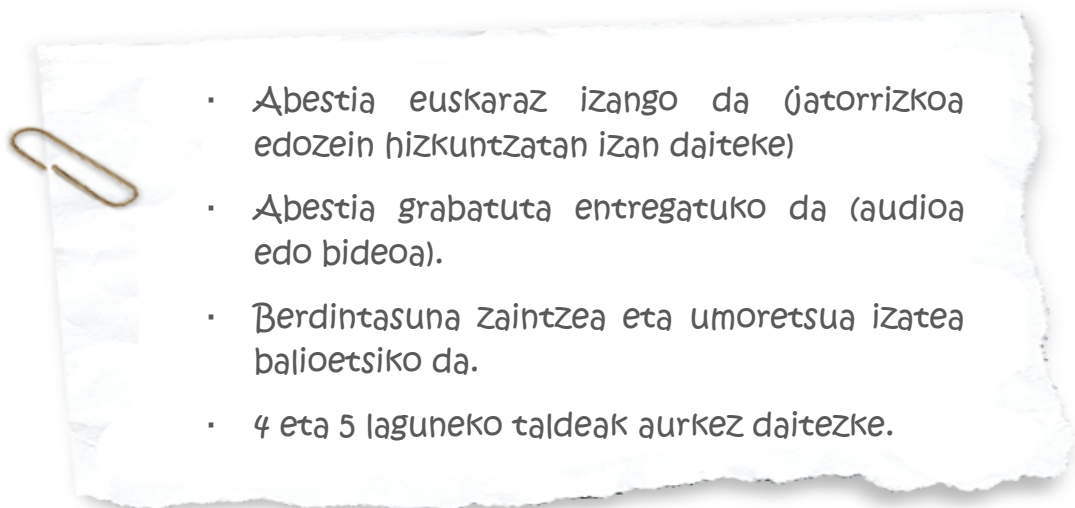 · Abestia euskaraz izango da (jatorrizkoa
edozein hizkuntzatan izan daiteke)
· Abestia grabatuta entregatuko da (audioa
edo bideoa).
· Berdintasuna zaintzea eta umoretsua izatea
balioetsiko da.
· 4 eta 5 laguneko taldeak aurkez daitezke.